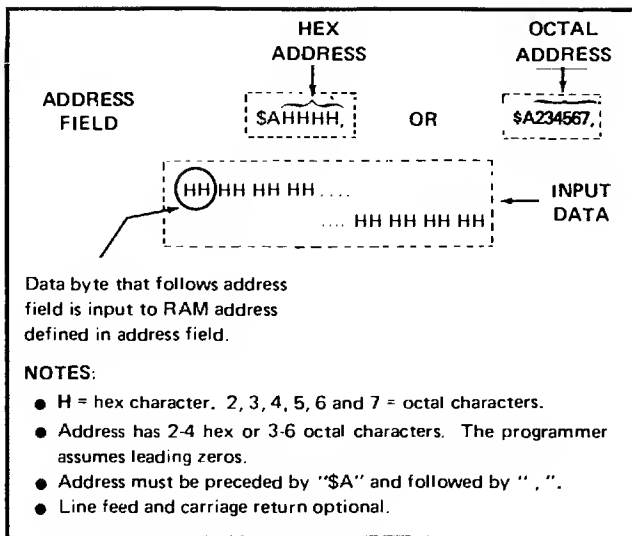 HEX
ADDRESS
OCTAL
ADDRESS
ADDRESS
FIELD
$AHHHH,
OR
$A234567,
HH HH HH HH ....
.... HH HH HH HH
INPUT
DATA
Data byte that follows address
field is input to RAM address
defined in address field.
NOTES:
● H = hex character. 2, 3, 4, 5, 6 and 7 = octal characters.
● Address has 2-4 hex or 3-6 octal characters. The programmer
assumes leading zeros.
● Address must be preceded by "$A" and followed by " , ".
● Line feed and carriage return optional.